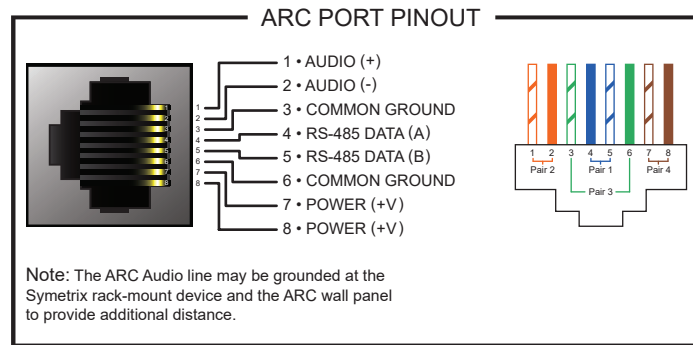 ARC PORT PINOUT
1 • AUDIO (+)
2 • AUDIO (-)
3 • COMMON GROUND
4 • RS-485 DATA (A)
5 • RS-485 DATA (B)
6 • COMMON GROUND
7 • POWER (+V)
8 • POWER (+V)
1
2
3
4
5
6
7
8
1 2 3 4 5 6 7 8
Pair 2 Pair 1 Pair 4
Pair 3
Note: The ARC Audio line may be grounded at the
Symetrix rack-mount device and the ARC wall panel
to provide additional distance.